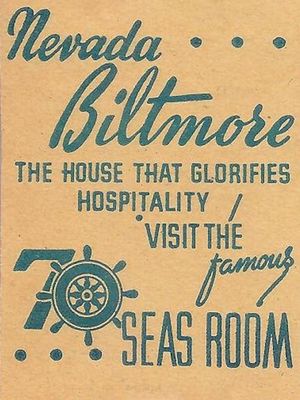 Nevada
Biltmore
THE HOUSE THAT GLORIFIES
HOSPITALITY
VISIT THE
famous
7
SEAS ROOM